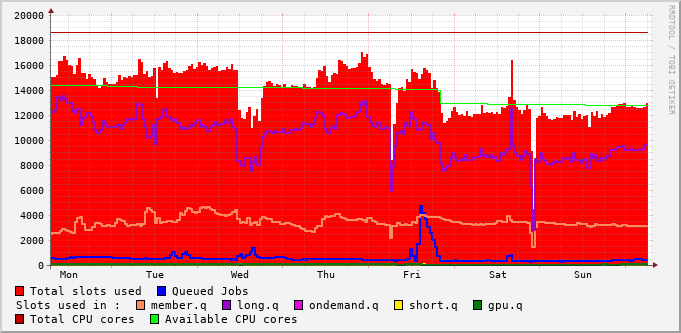 20000
18000
16000
14000
12000
10000
8000
6000
4000
2000
0
Mon Tue Wed Thu Fri Sat Sun
Total slots used Queued Jobs
Slots used in : member.q long.q ondemand.q short.q gpu.q
Total CPU cores Available CPU cores
RRDTOOL / TOBI OETIKER